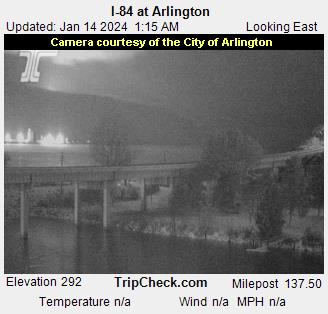 I-84 at Arlington
Updated: Jan 14 2024 1:15 AM Looking East
Camera courtesy of the City of Arlington
Elevation 292 TripCheck.com Milepost 137.50
Temperature n/a Wind n/a MPH n/a